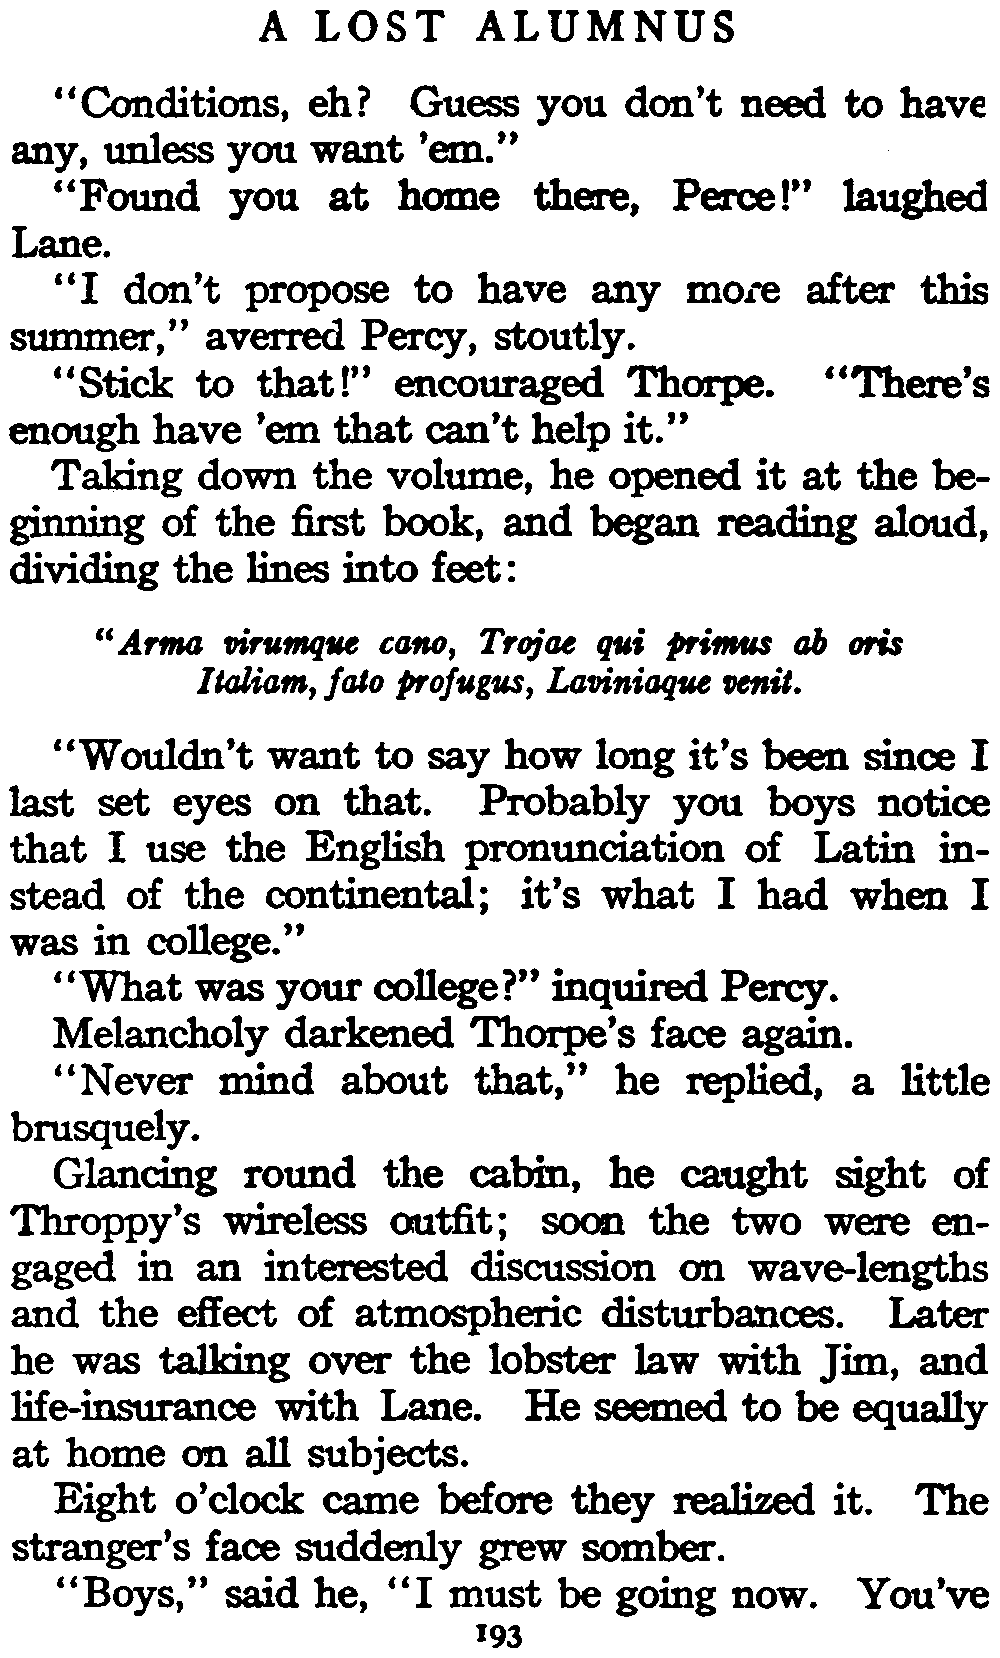 A LOST ALUMNUS
"Conditions, eh? Guess you don't need to have
any, unless you want 'em."
"Found you at home there, Perce!" laughed
Lane.
"I don't propose to have any more after this
summer," averred Percy, stoutly.
"Stick to that!" encouraged Thorpe. "There's
enough have 'em that can't help it."
Taking down the volume, he opened it at the be-
ginning of the first book, and began reading aloud,
dividing the lines into feet:
"Arma virumque cano, Trojae qui primus ab oris
Italiam, fato profugus, Laviniaque venit.
"Wouldn't want to say how long it's been since I
last set eyes on that. Probably you boys notice
that I use the English pronunciation of Latin in-
stead of the continental; it's what I had when I
was in college."
"What was your college?" inquired Percy.
Melancholy darkened Thorpe's face again.
"Never mind about that," he replied, a little
brusquely.
Glancing round the cabin, he caught sight of
Throppy's wireless outfit; soon the two were en-
gaged in an interested discussion on wave-lengths
and the effect of atmospheric disturbances. Later
he was talking over the lobster law with Jim, and
life-insurance with Lane. He seemed to be equally
at home on all subjects.
Eight o'clock came before they realized it. The
stranger's face suddenly grew somber.
"Boys," said he, "I must be going now. You've
193